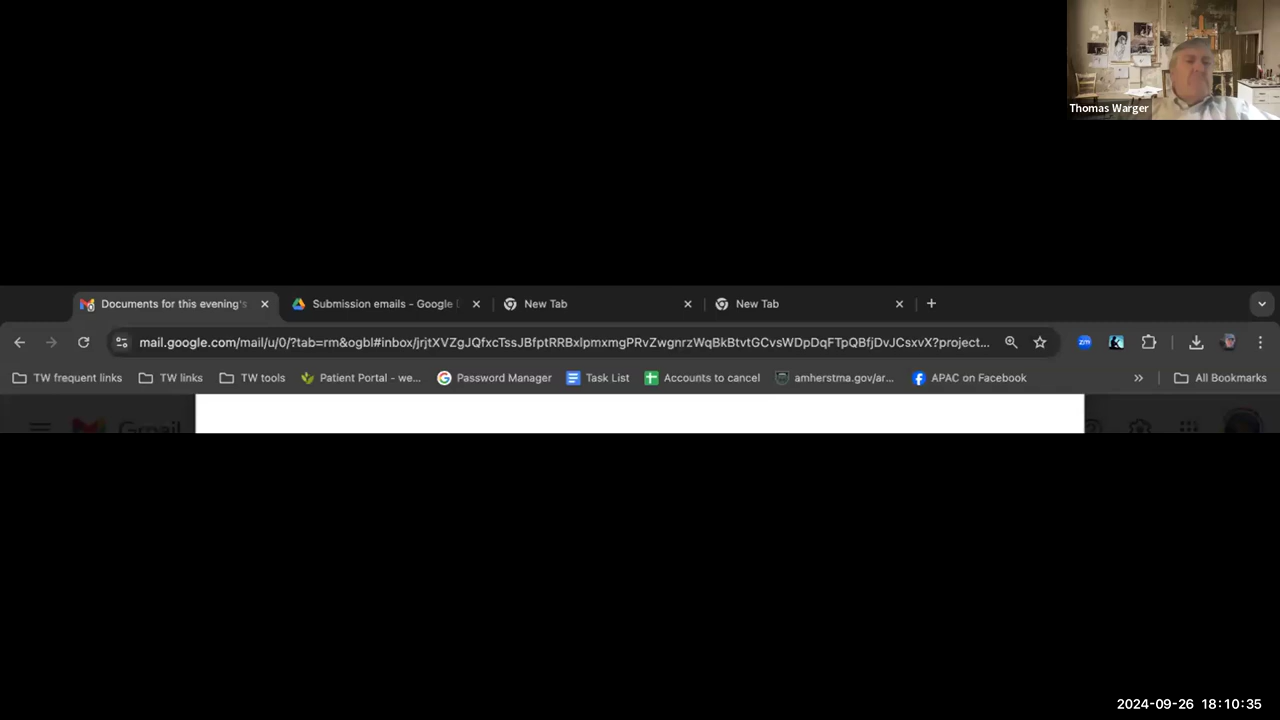 Thomas Warger
Documents for this evening's
Submission emails - Google
New Tab
New Tab
mail.google.com/mail/u/0/?tab=rm&ogbl#inbox/jrjtXVZgJQfxcTssJBfptRRBxlpmxmgPRvZwgnrzWqBkBtvtGCvsWDpDqFTpQBfjDvJCsxvX?project...
TW frequent links
TW links
TW tools
Patient Portal - we...
Password Manager
Task List
Accounts to cancel
amherstma.gov/ar...
APAC on Facebook
All Bookmarks
Gmail
2024-09-26 18:10:35